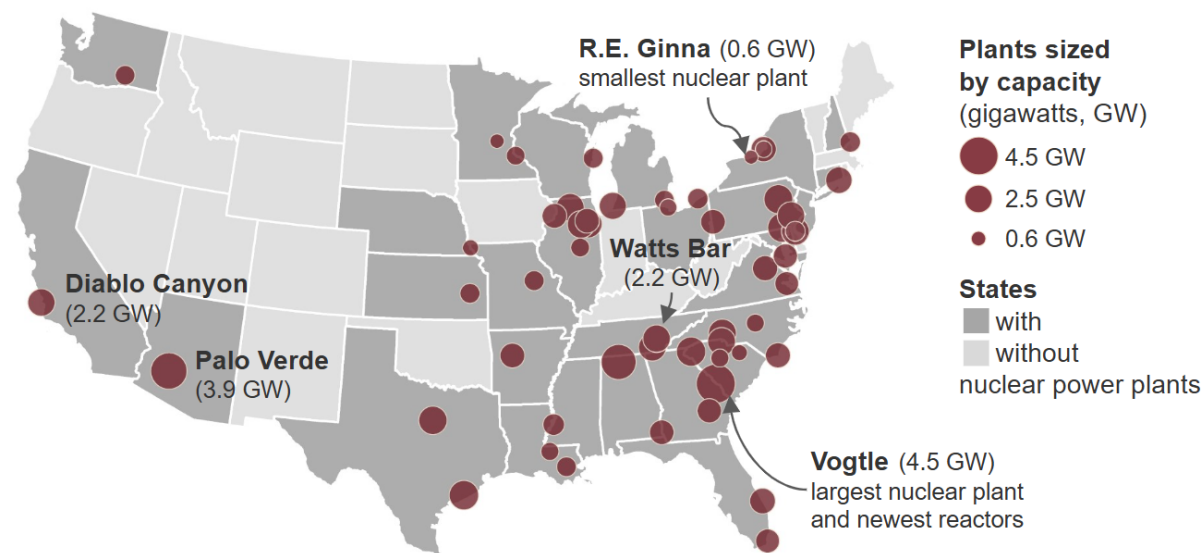 R.E. Ginna (0.6 GW)
smallest nuclear plant
Plants sized
by capacity
(gigawatts, GW)
4.5 GW
2.5 GW
0.6 GW
States
with
without
nuclear power plants
Watts Bar
(2.2 GW)
Diablo Canyon
(2.2 GW)
Palo Verde
(3.9 GW)
Vogtle (4.5 GW)
largest nuclear plant
and newest reactors